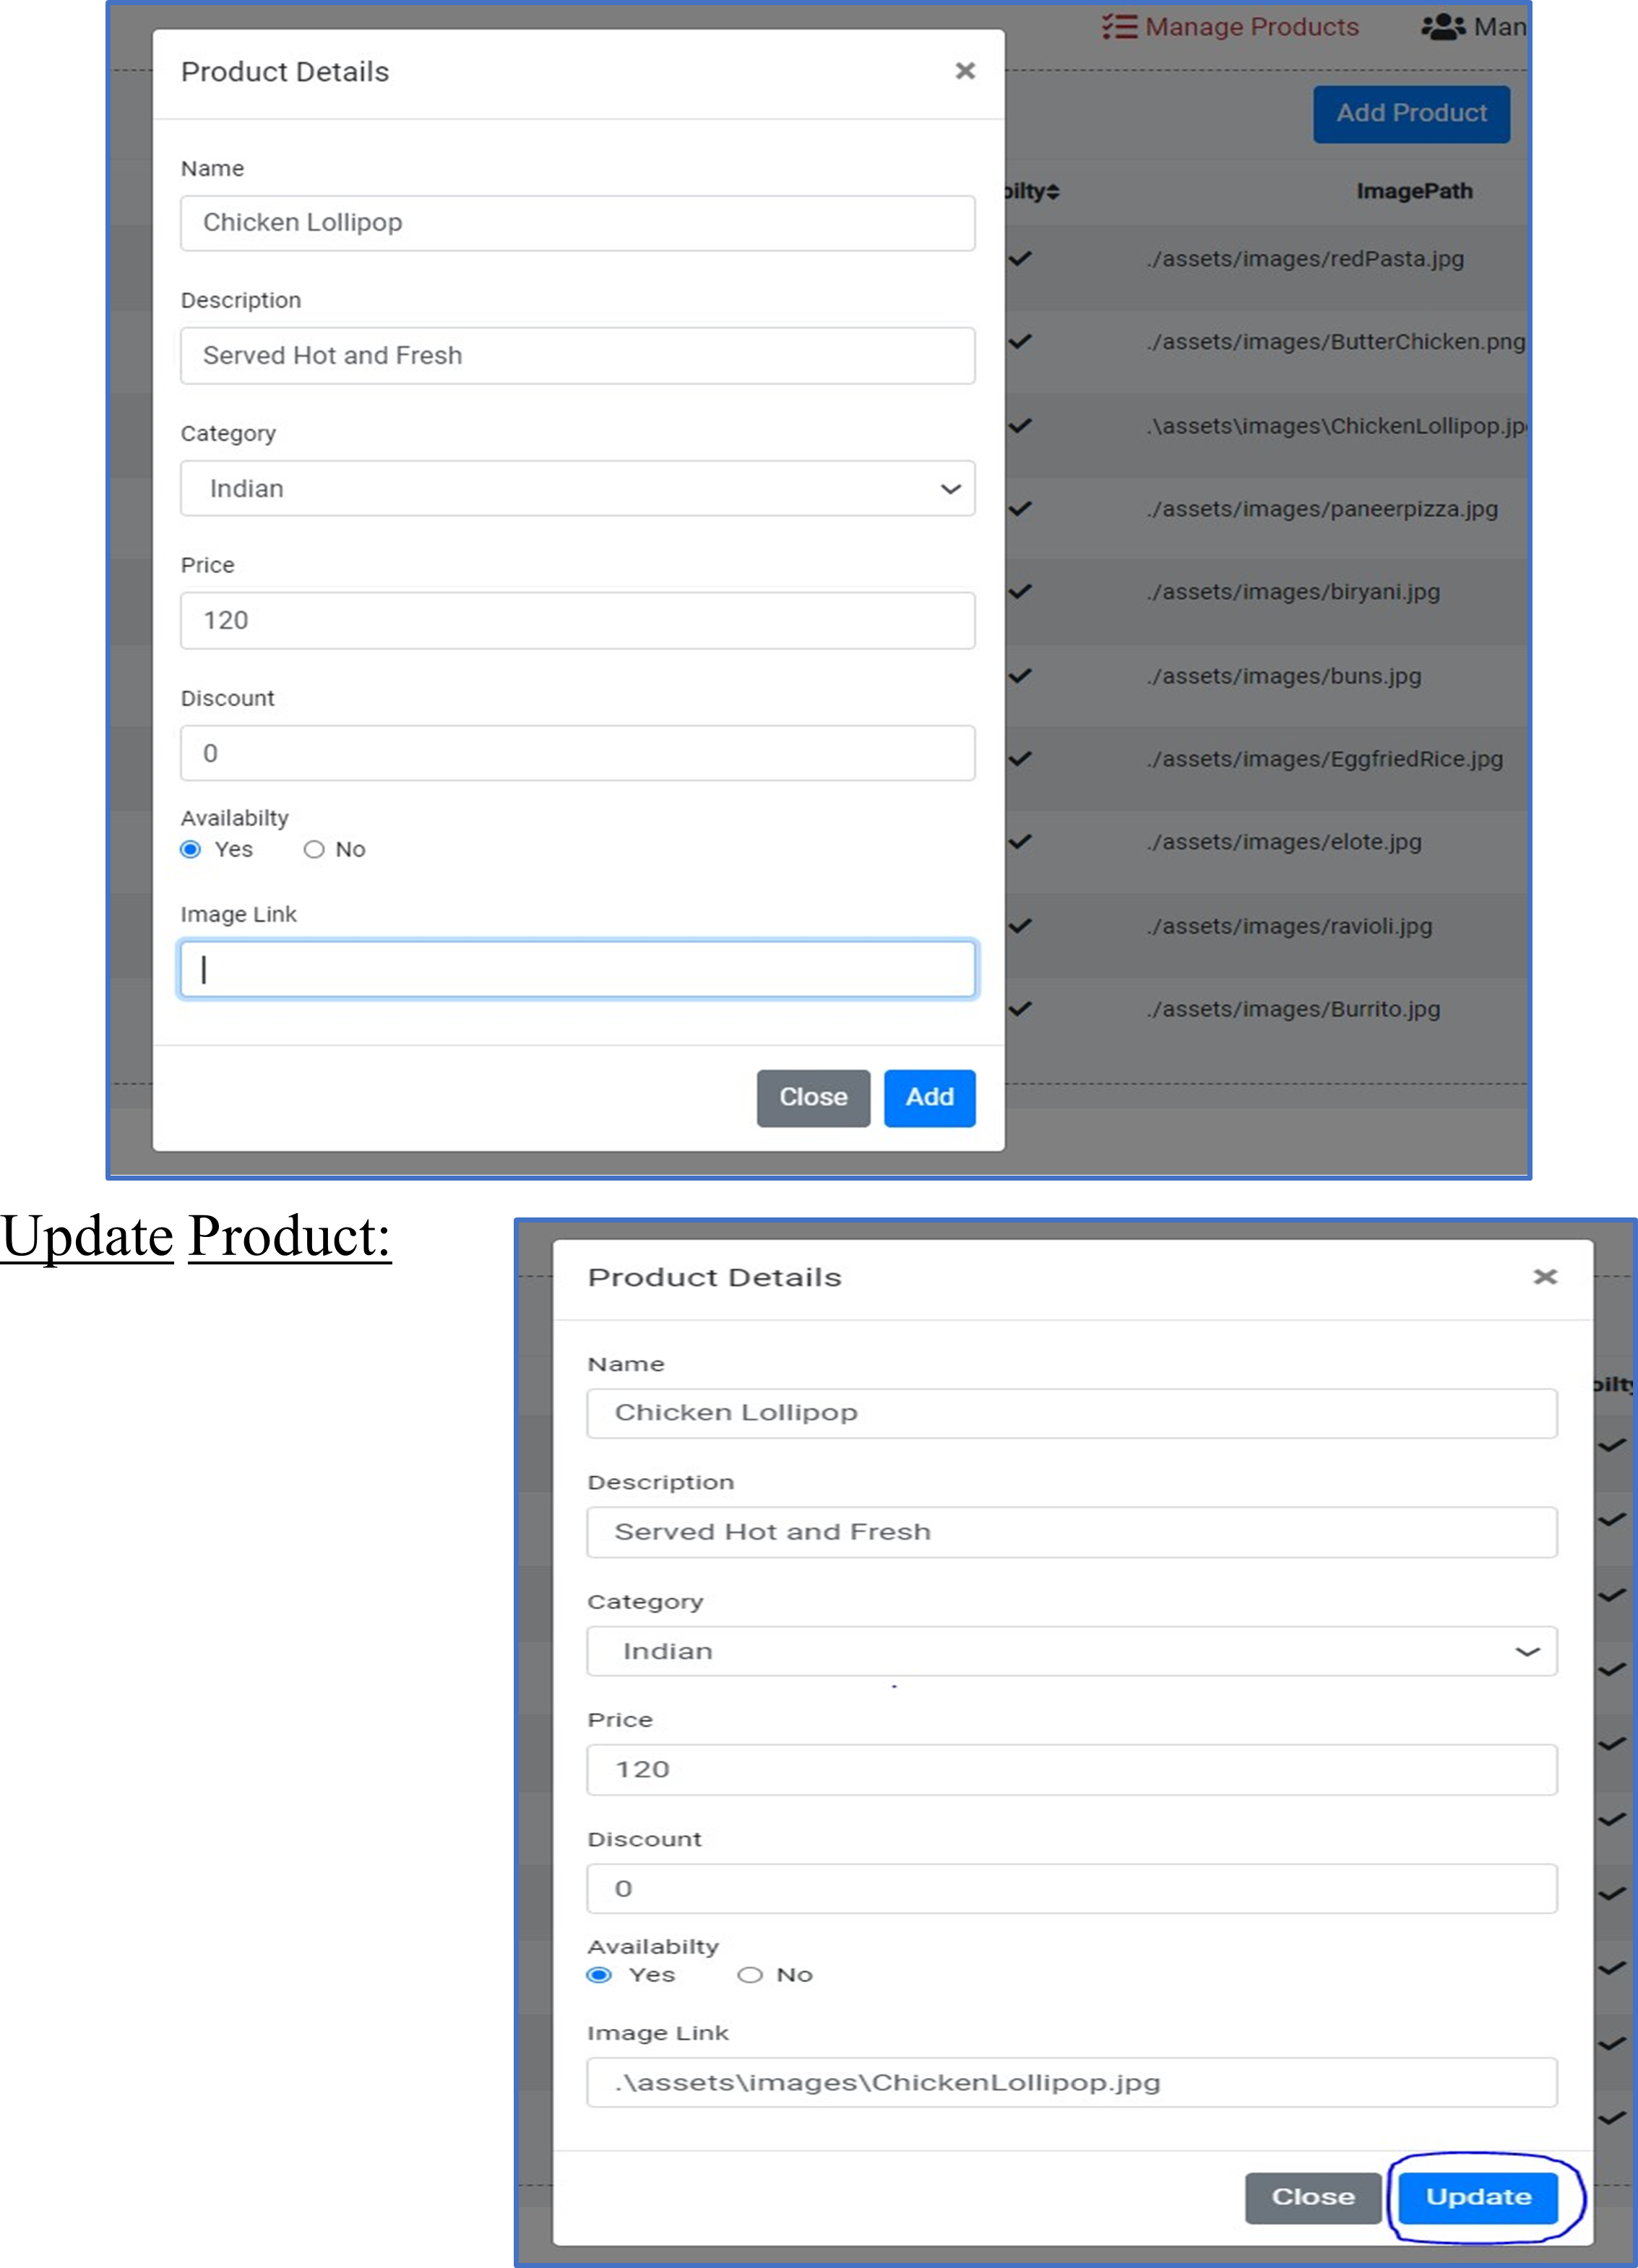 Manage Products Man
Product Details ×
Add Product
Name
bilty ImagePath
Chicken Lollipop
./assets/images/redPasta.jpg
Description
./assets/images/ButterChicken.png
Served Hot and Fresh
Category
.\assets\images\ChickenLollipop.jp
Indian
./assets/images/paneerpizza.jpg
Price
./assets/images/biryani.jpg
120
./assets/images/buns.jpg
Discount
0
./assets/images/EggfriedRice.jpg
Availabilty
Yes No
./assets/images/elote.jpg
Image Link
./assets/images/ravioli.jpg
./assets/images/Burrito.jpg
Close Add
Update Product:
Product Details ×
Name
bilty
Chicken Lollipop
Description
Served Hot and Fresh
Category
Indian
Price
120
Discount
0
Availabilty
Yes No
Image Link
.\assets\images\ChickenLollipop.jpg
Close Update